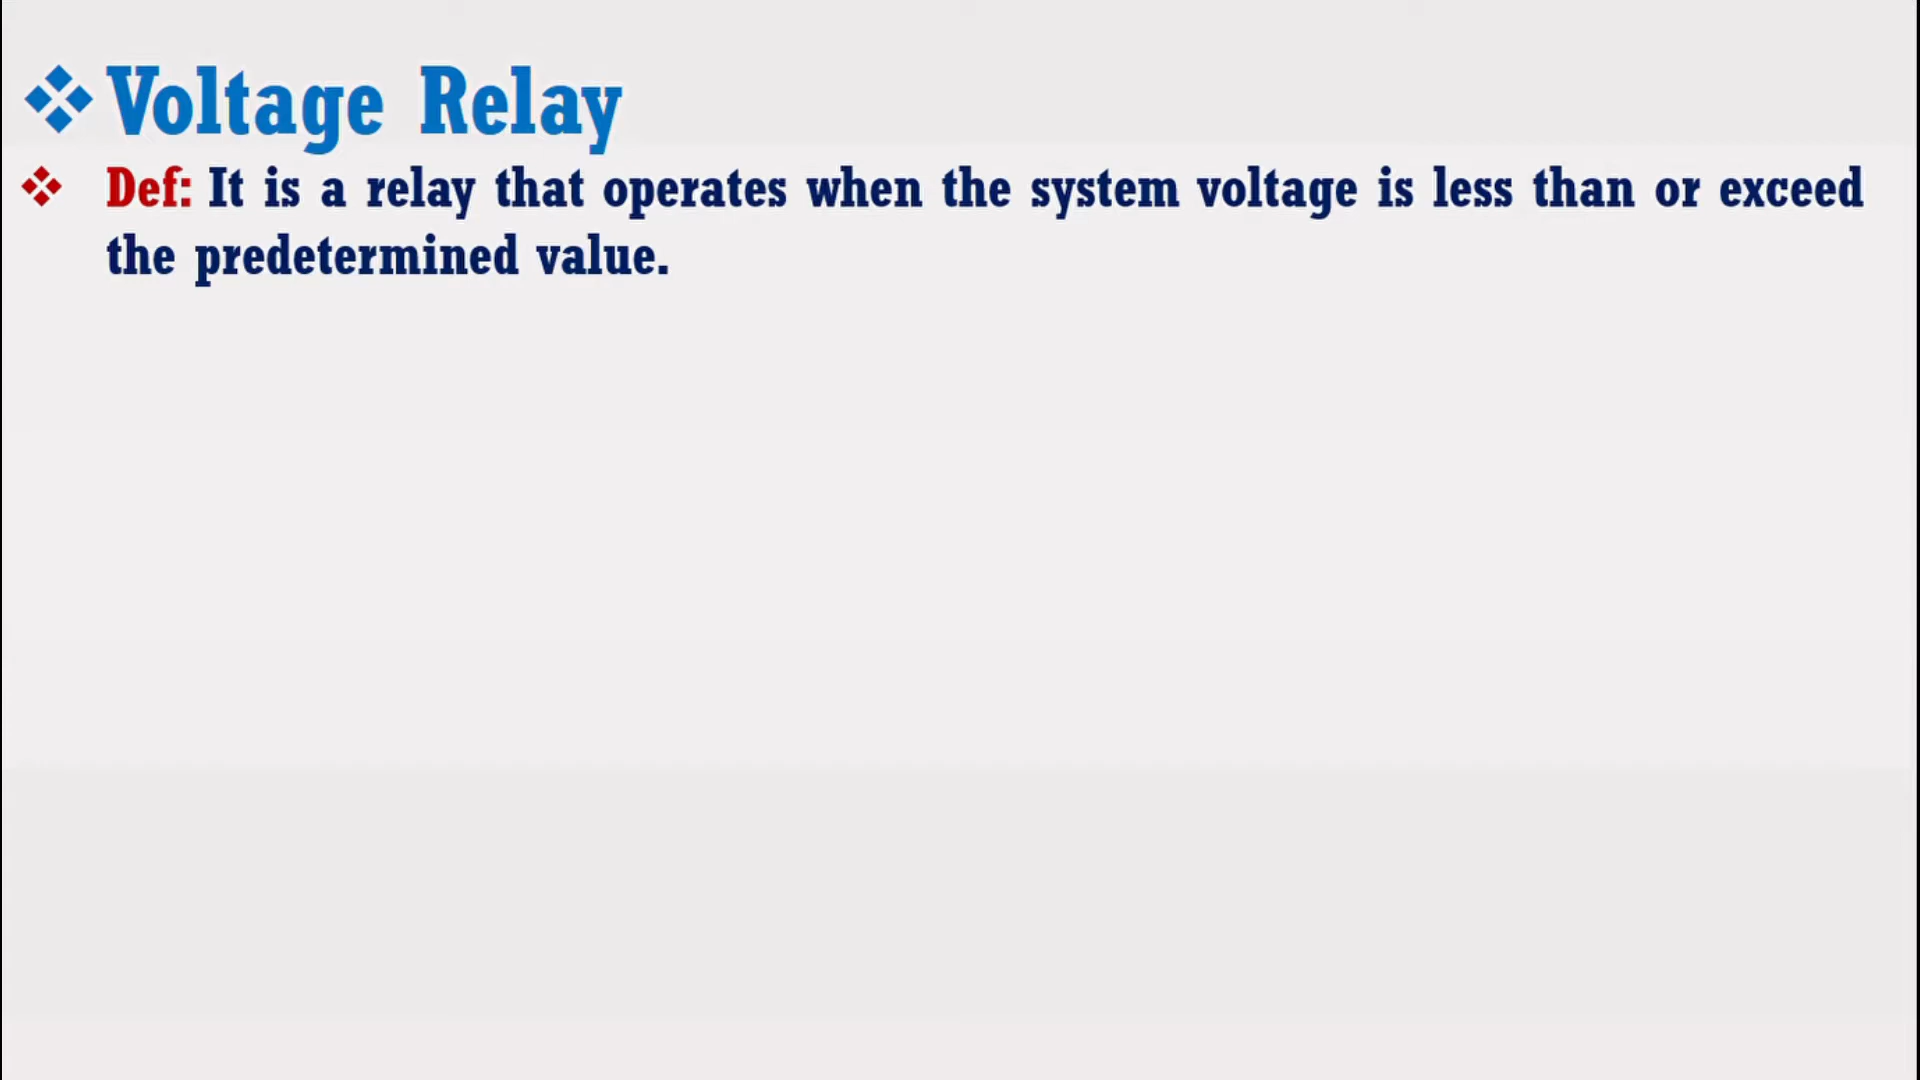 Voltage Relay
Def: It is a relay that operates when the system voltage is less than or exceed
the predetermined value.